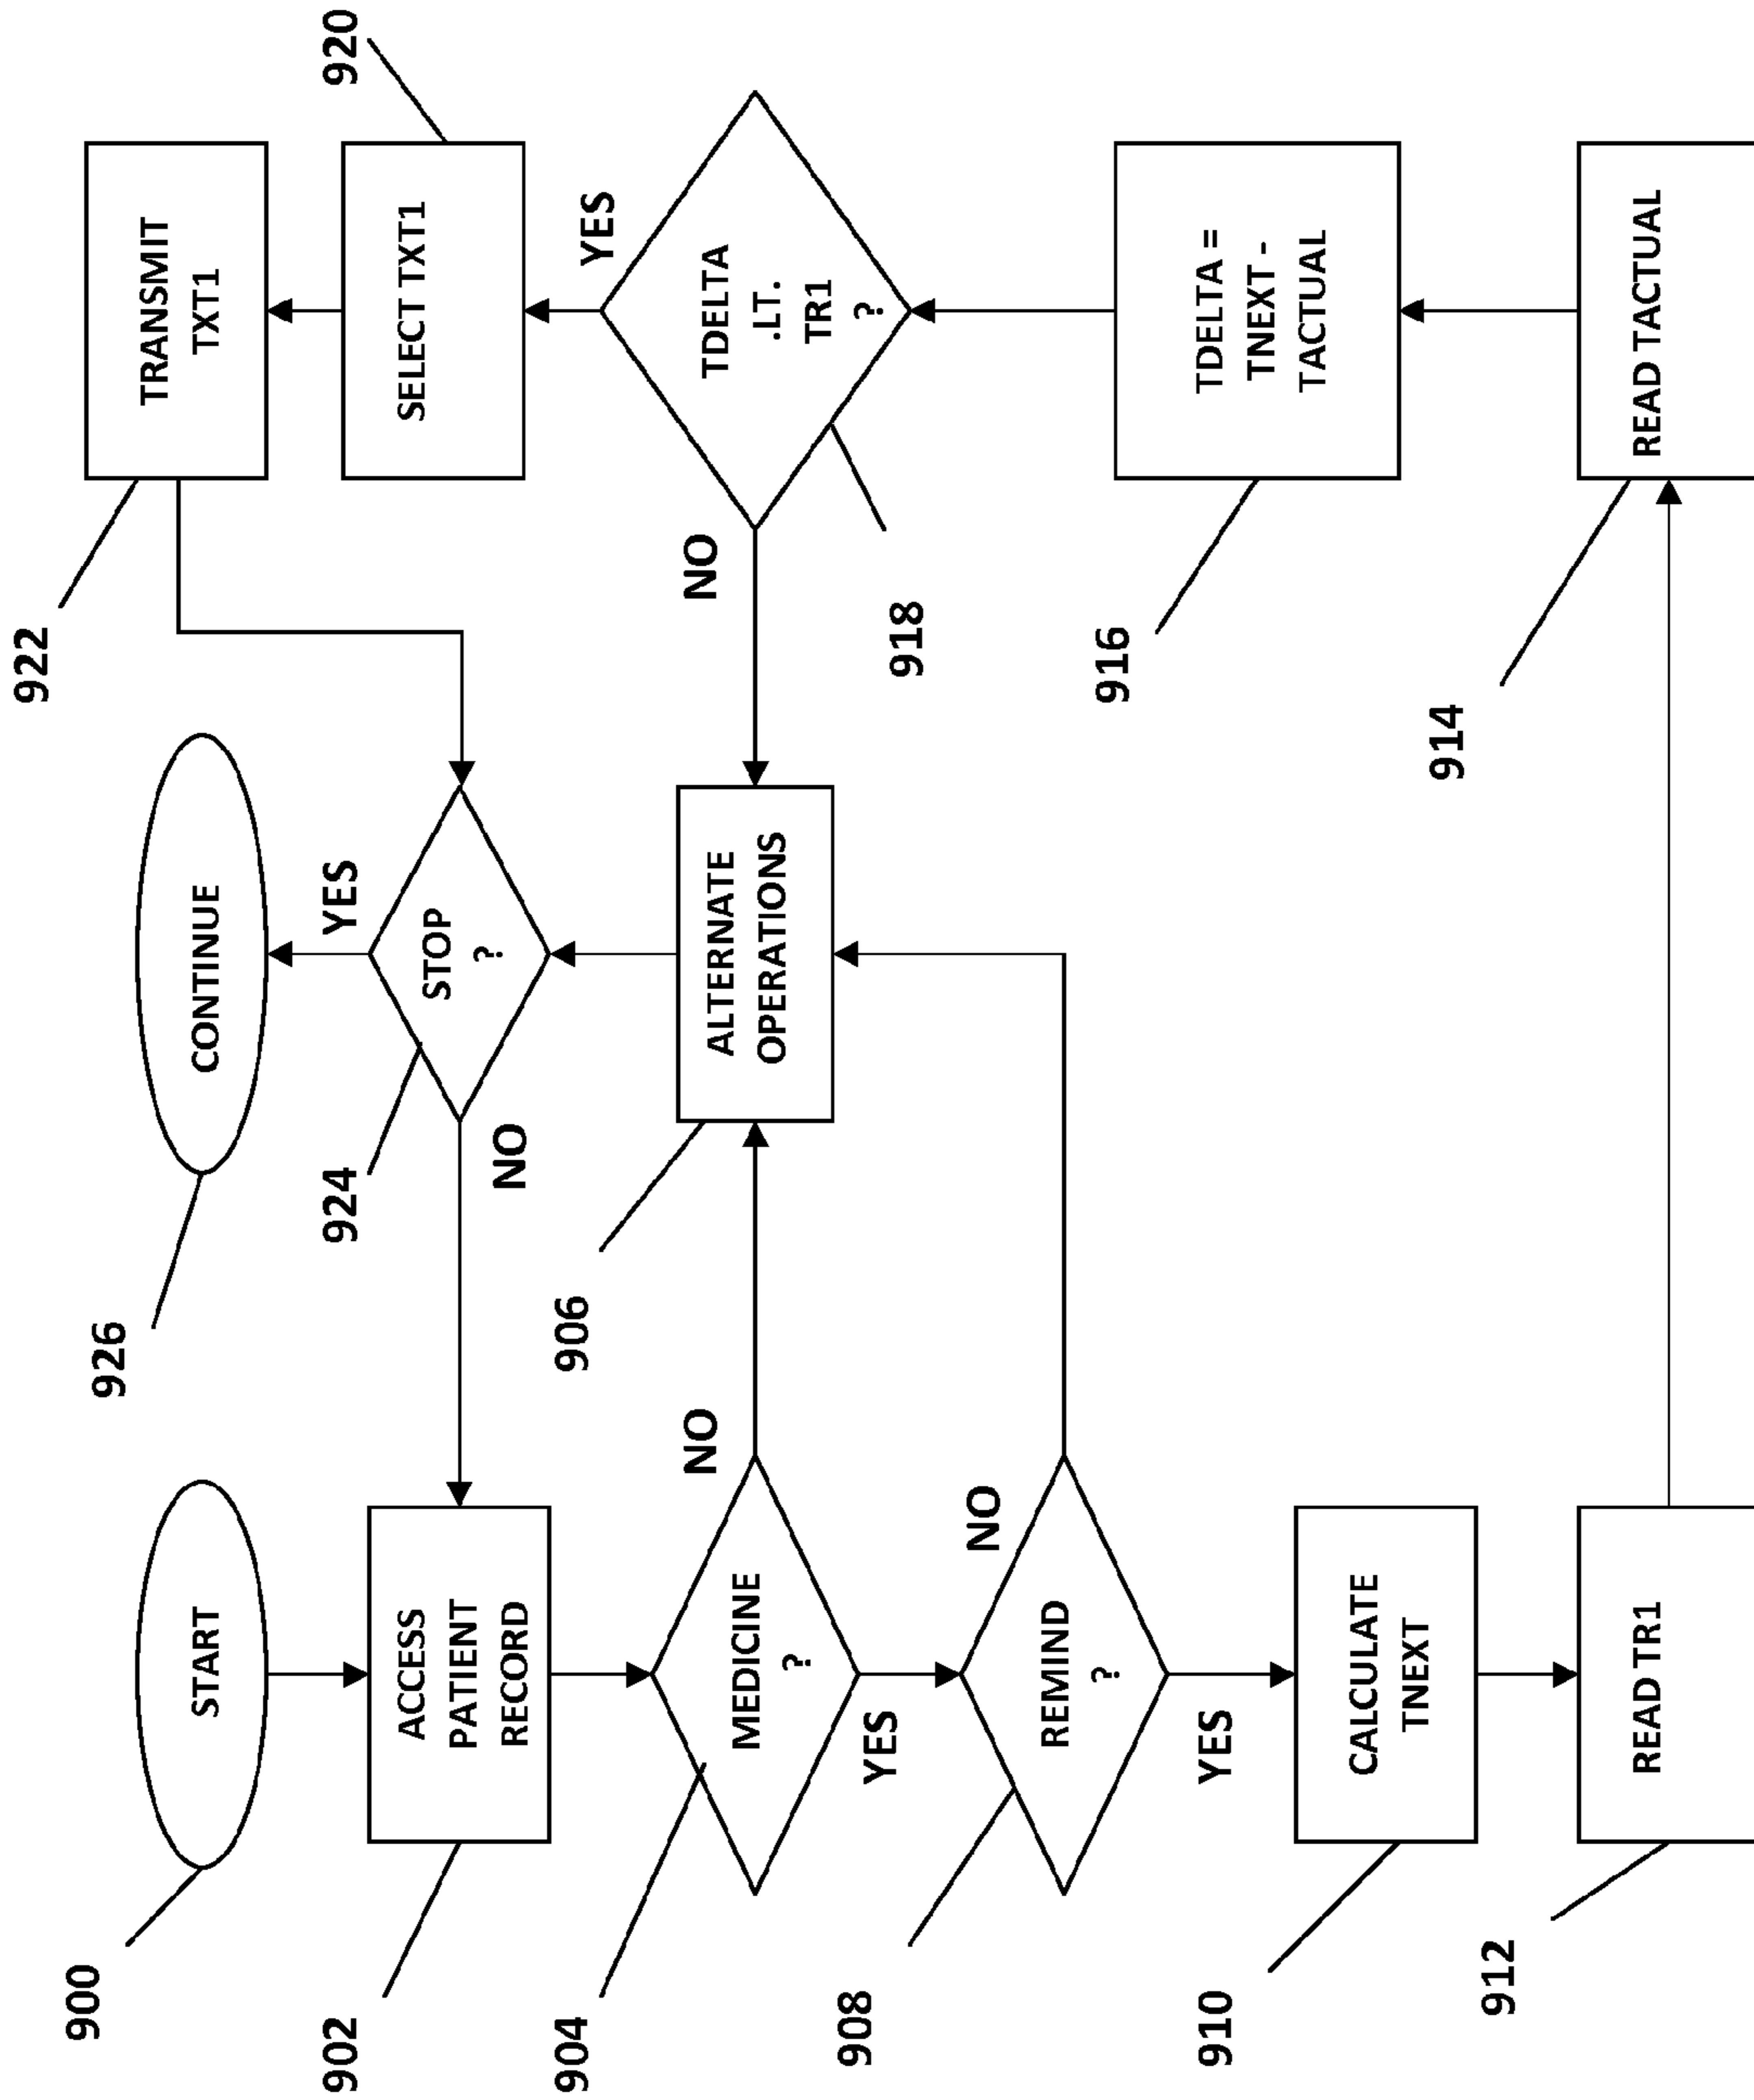 900
START
902
ACCESS
PATIENT
RECORD
904
MEDICINE
?
NO
YES
908
REMIND
?
NO
YES
910
CALCULATE
TNEXT
912
READ TR1
926
CONTINUE
YES
924
STOP
?
NO
906
ALTERNATE
OPERATIONS
922
TRANSMIT
TXT1
920
SELECT TXT1
YES
TDELTA
.LT.
TR1
?
NO
918
916
TDELTA =
TNEXT -
TACTUAL
914
READ TACTUAL